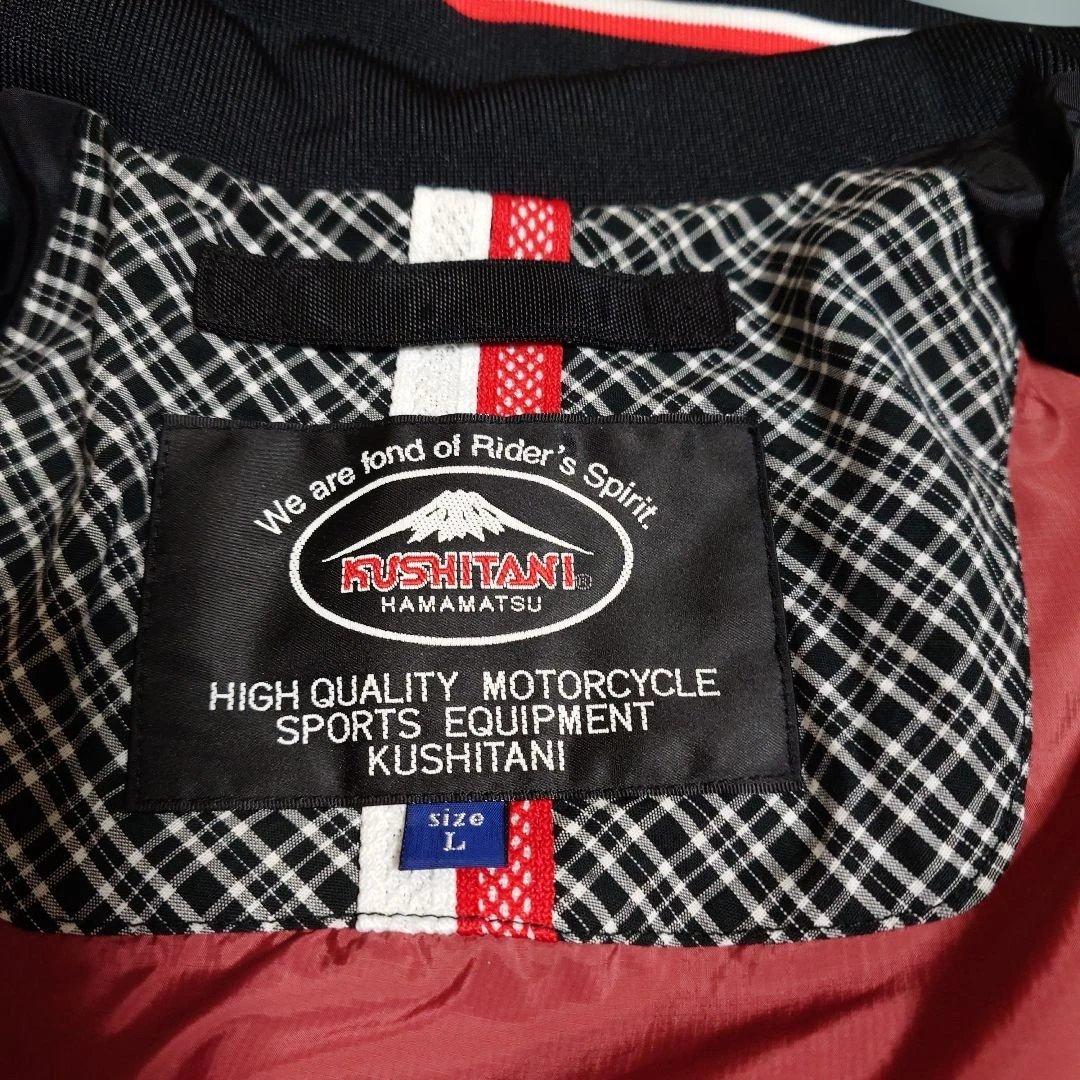 We are fond of Rider's Spirit.
KUSHITANI®
HAMAMATSU
HIGH QUALITY MOTORCYCLE
SPORTS EQUIPMENT
KUSHITANI
size
L